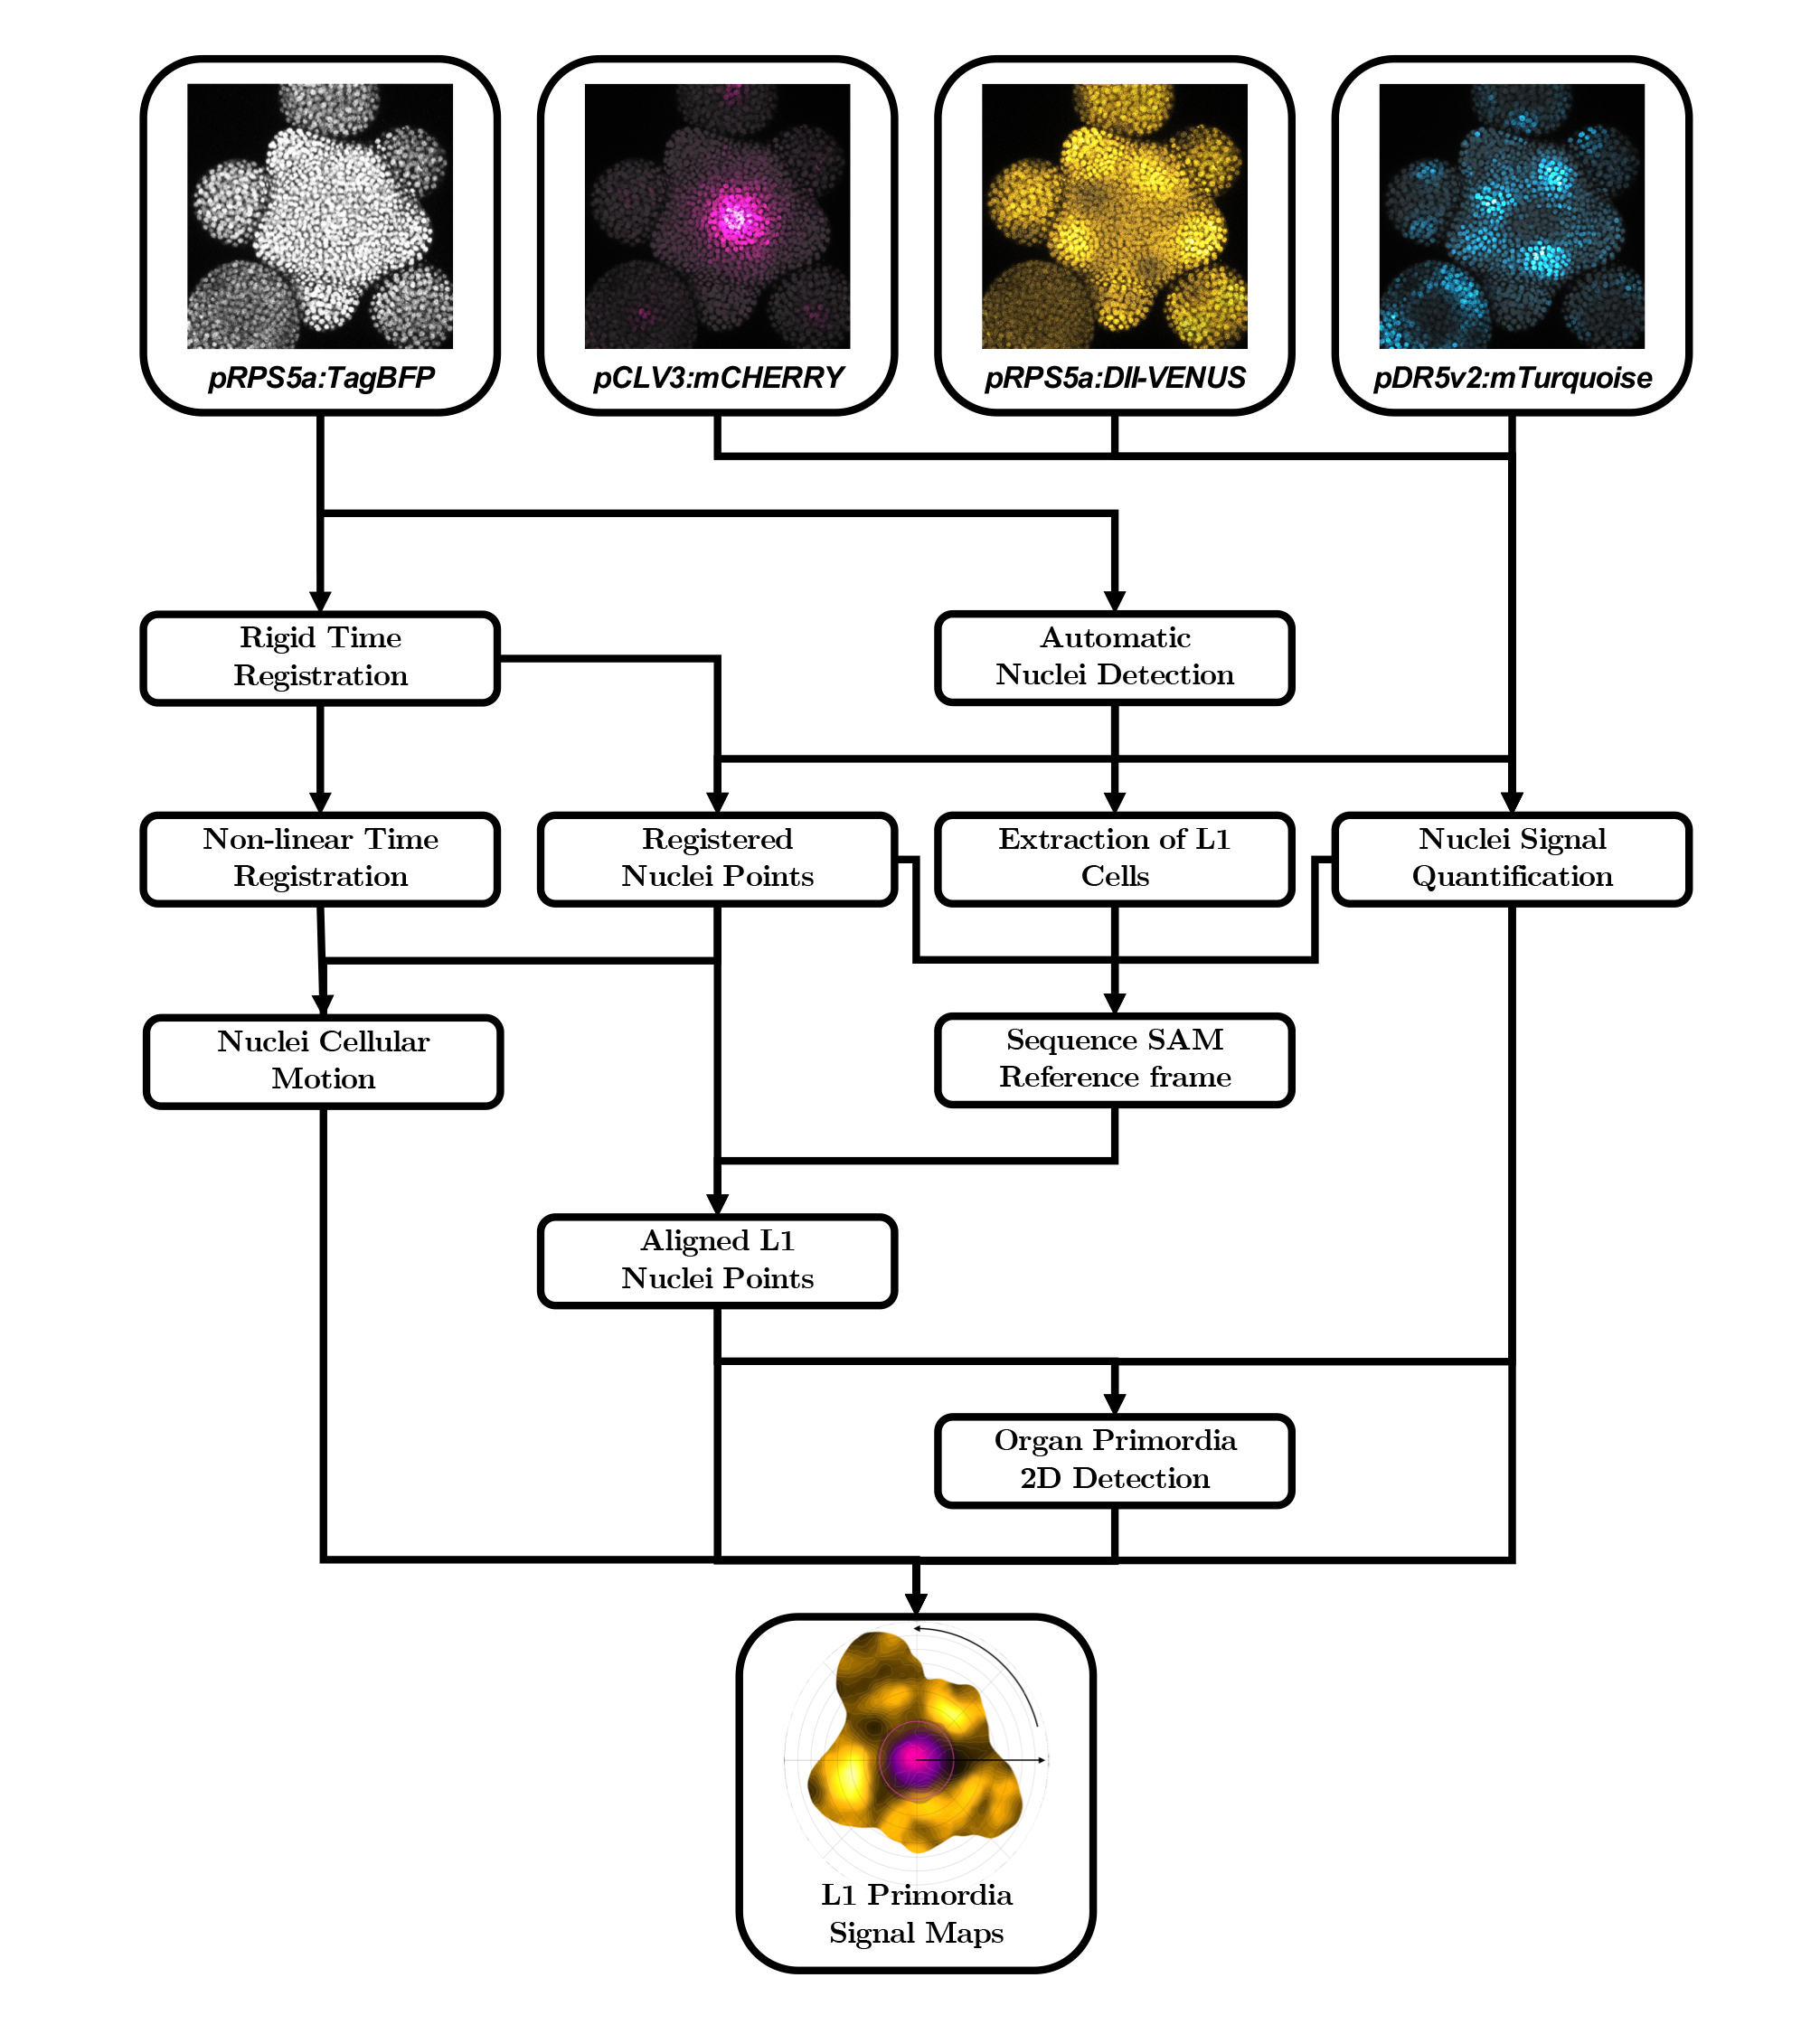 pRPS5a:TagBFP
pCLV3:mCHERRY
pRPS5a:DII-VENUS
pDR5v2:mTurquoise
Rigid Time
Registration
Automatic
Nuclei Detection
Non-linear Time
Registration
Registered
Nuclei Points
Extraction of L1
Cells
Nuclei Signal
Quantification
Nuclei Cellular
Motion
Sequence SAM
Reference frame
Aligned L1
Nuclei Points
Organ Primordia
2D Detection
L1 Primordia
Signal Maps